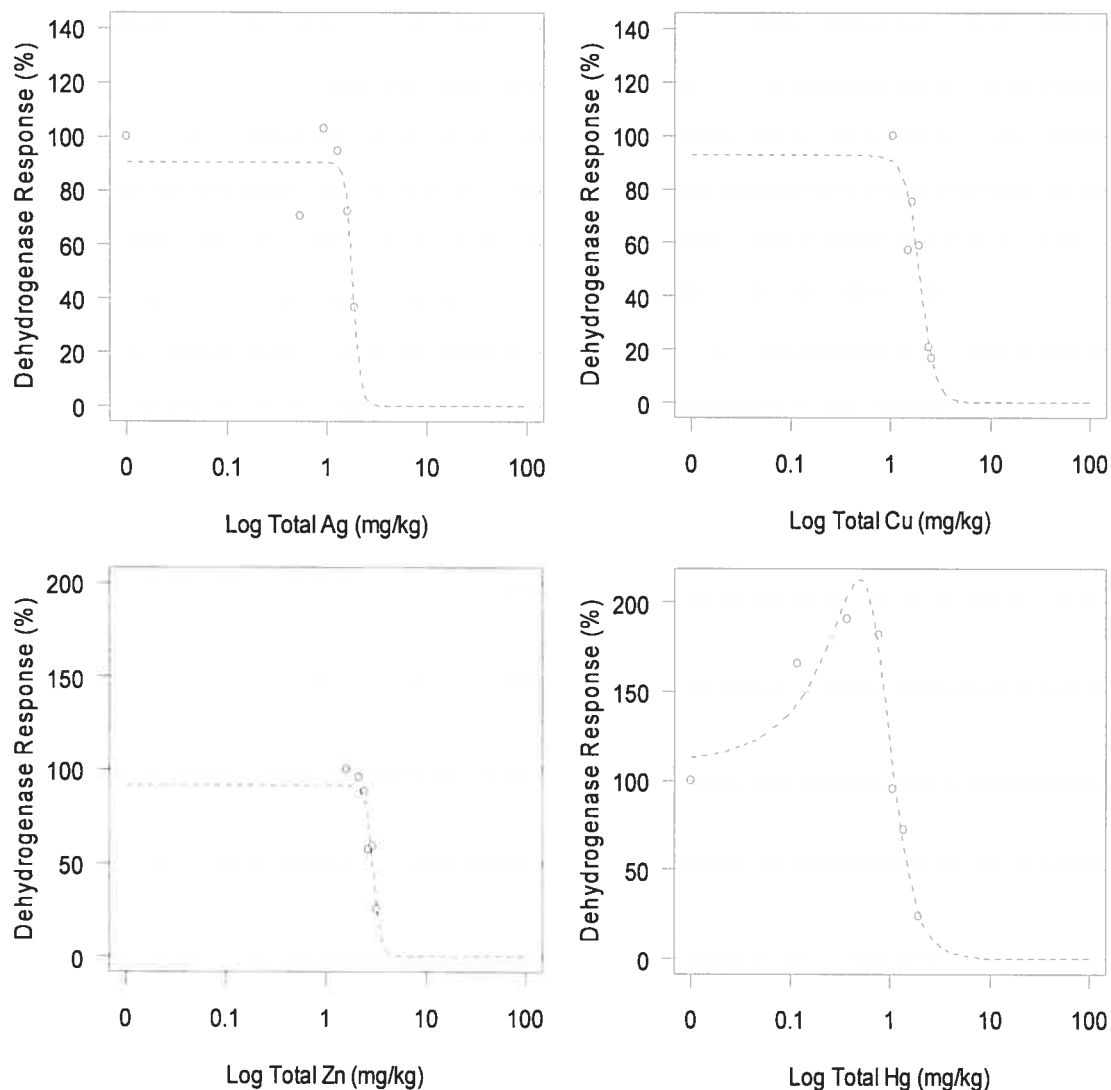 140
120
100
80
60
40
20
0
Dehydrogenase Response (%)
0 0.1 1 10 100
Log Total Ag (mg/kg)
140
120
100
80
60
40
20
0
Dehydrogenase Response (%)
0 0.1 1 10 100
Log Total Cu (mg/kg)
200
150
100
50
0
Dehydrogenase Response (%)
0 0.1 1 10 100
Log Total Zn (mg/kg)
200
150
100
50
0
Dehydrogenase Response (%)
0 0.1 1 10 100
Log Total Hg (mg/kg)